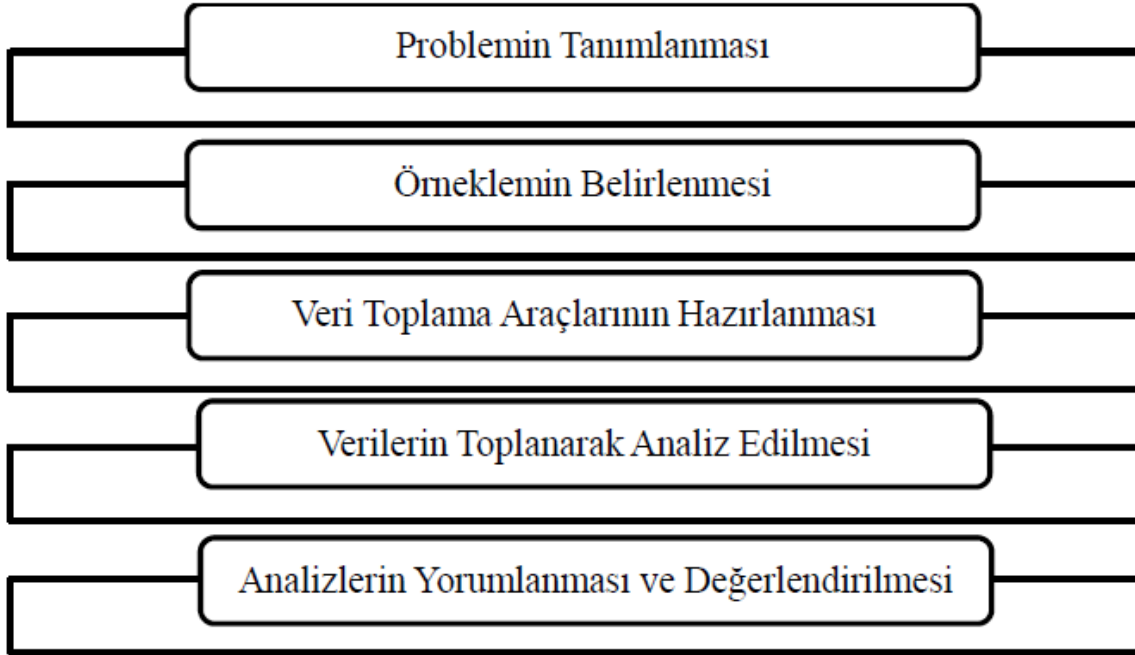 Problemin Tanımlanması
Örneklemin Belirlenmesi
Veri Toplama Araçlarının Hazırlanması
Verilerin Toplanarak Analiz Edilmesi
Analizlerin Yorumlanması ve Değerlendirilmesi